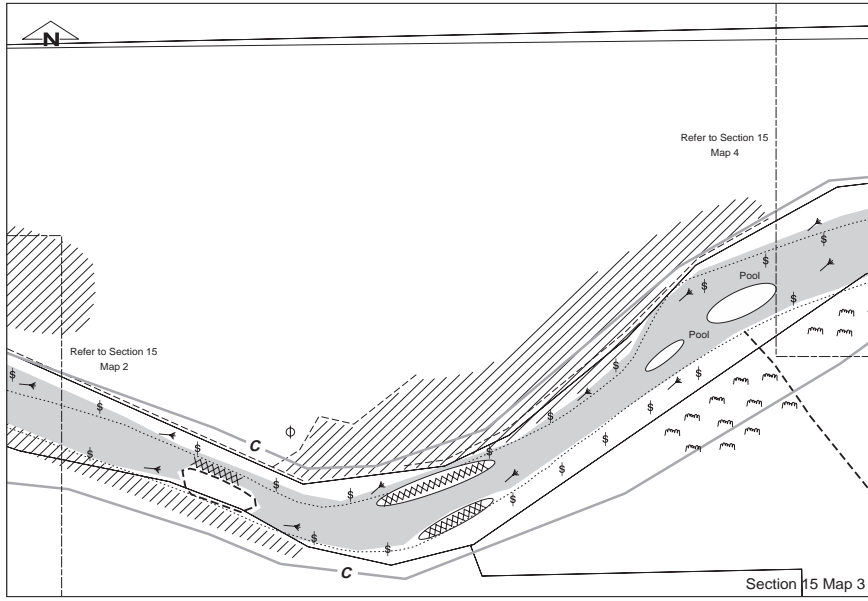 N
Refer to Section 15
Map 4
Pool
Pool
Refer to Section 15
Map 2
C
C
Section 15 Map 3